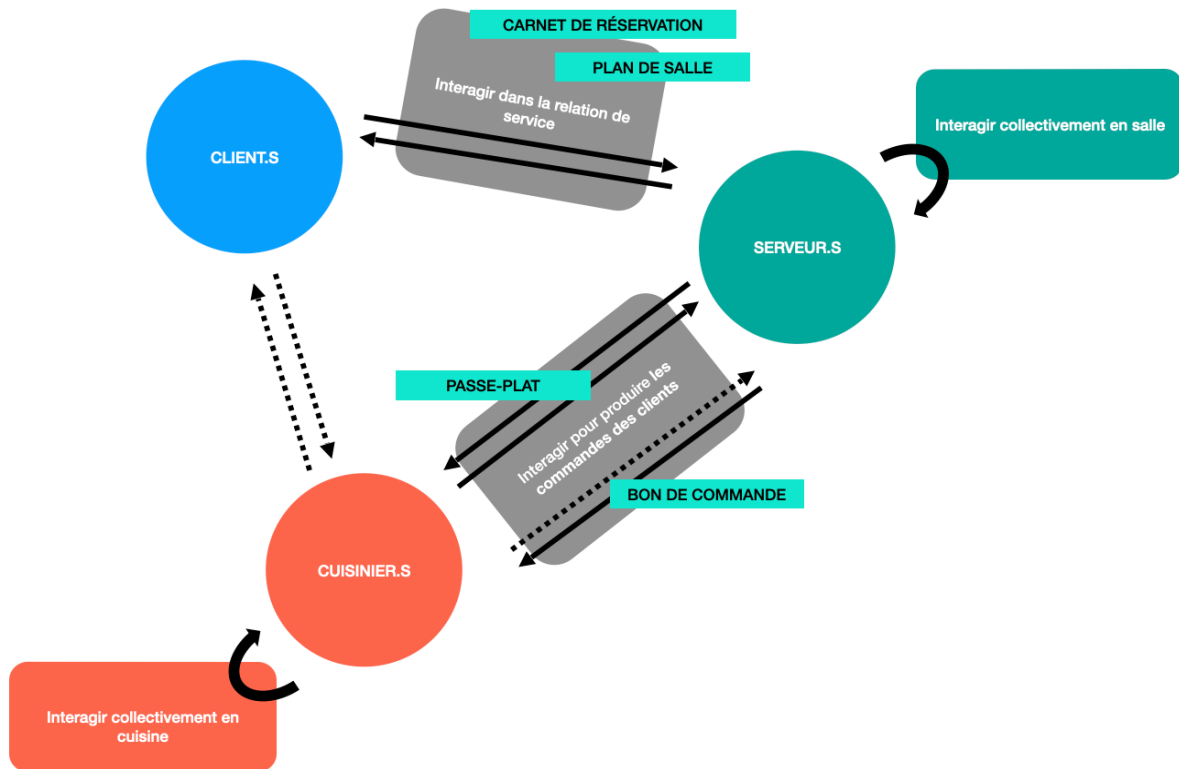 CARNET DE RÉSERVATION
PLAN DE SALLE
Interagir dans la relation de
service
Interagir collectivement en salle
CLIENT.S
SERVEUR.S
PASSE-PLAT
Interagir pour produire les
commandes des clients
BON DE COMMANDE
CUISINIER.S
Interagir collectivement en
cuisine